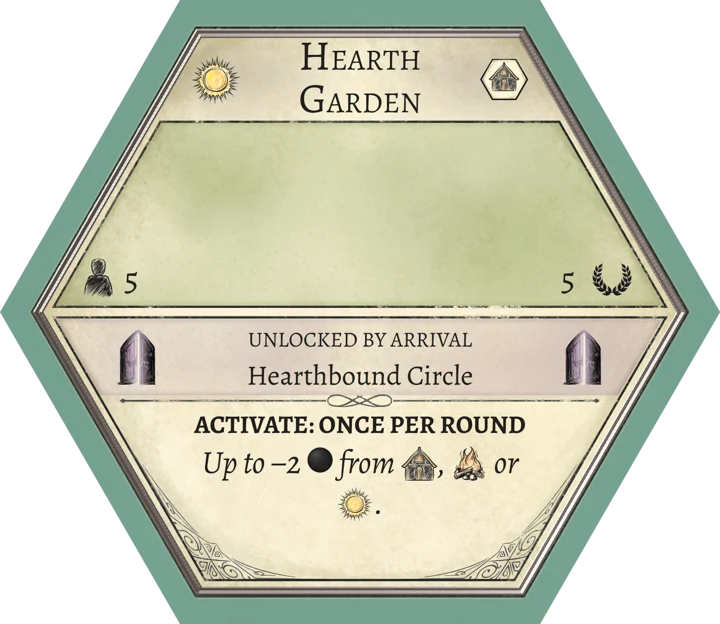 HEARTH
GARDEN
5
5
UNLOCKED BY ARRIVAL
Hearthbound Circle
ACTIVATE: ONCE PER ROUND
Up to –2 from , or
.